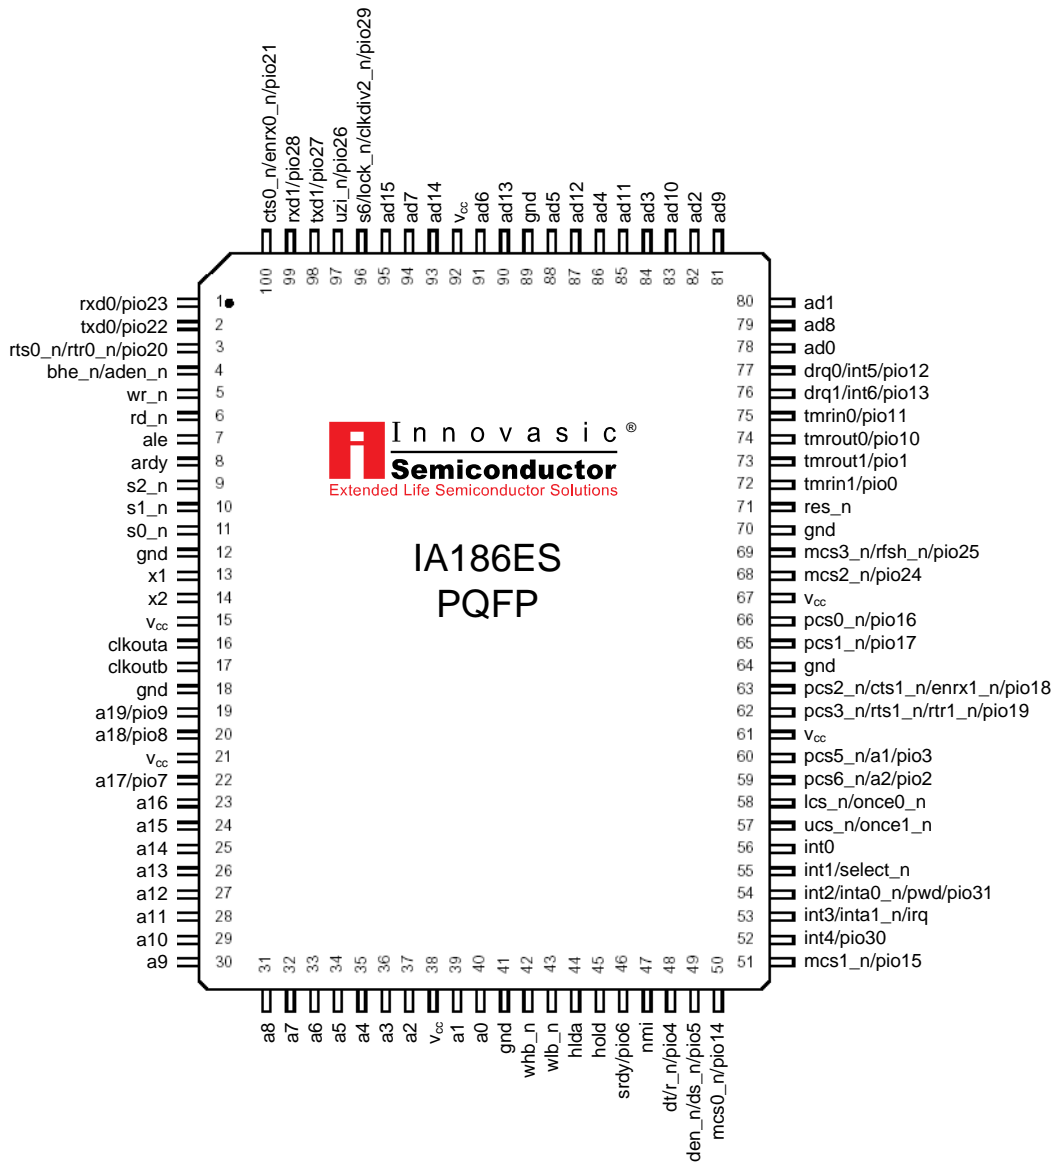 cts0_n/enrx0_n/pio21
rxd1/pio28
txd1/pio27
uzi_n/pio26
s6/lock_n/clkdiv2_n/pio29
ad15
ad7
ad14
vcc
ad6
ad13
gnd
ad5
ad12
ad4
ad11
ad3
ad10
ad2
ad9
100 99 98 97 96 95 94 93 92 91 90 89 88 87 86 85 84 83 82 81
rxd0/pio23 1
txd0/pio22 2
rts0_n/rtr0_n/pio20 3
bhe_n/aden_n 4
wr_n 5
rd_n 6
ale 7
ardy 8
s2_n 9
s1_n 10
s0_n 11
gnd 12
x1 13
x2 14
vcc 15
clkouta 16
clkoutb 17
gnd 18
a19/pio9 19
a18/pio8 20
vcc 21
a17/pio7 22
a16 23
a15 24
a14 25
a13 26
a12 27
a11 28
a10 29
a9 30
i Innovasic®
Semiconductor
Extended Life Semiconductor Solutions
IA186ES
PQFP
80 ad1
79 ad8
78 ad0
77 drq0/int5/pio12
76 drq1/int6/pio13
75 tmrin0/pio11
74 tmrout0/pio10
73 tmrout1/pio1
72 tmrin1/pio0
71 res_n
70 gnd
69 mcs3_n/rfsh_n/pio25
68 mcs2_n/pio24
67 vcc
66 pcs0_n/pio16
65 pcs1_n/pio17
64 gnd
63 pcs2_n/cts1_n/enrx1_n/pio18
62 pcs3_n/rts1_n/rtr1_n/pio19
61 vcc
60 pcs5_n/a1/pio3
59 pcs6_n/a2/pio2
58 lcs_n/once0_n
57 ucs_n/once1_n
56 int0
55 int1/select_n
54 int2/inta0_n/pwd/pio31
53 int3/inta1_n/irq
52 int4/pio30
51 mcs1_n/pio15
31 32 33 34 35 36 37 38 39 40 41 42 43 44 45 46 47 48 49 50
a8
a7
a6
a5
a4
a3
a2
vcc
a1
a0
gnd
whb_n
wlb_n
hlda
hold
srdy/pio6
nmi
dt/r_n/pio4
den_n/ds_n/pio5
mcs0_n/pio14